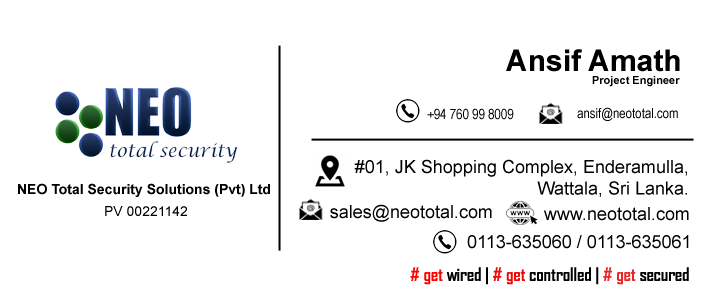 NEO
total security
NEO Total Security Solutions (Pvt) Ltd
PV 00221142
Ansif Amath
Project Engineer
+94 760 99 8009 ansif@neototal.com
#01, JK Shopping Complex, Enderamulla,
Wattala, Sri Lanka.
sales@neototal.com www www.neototal.com
0113-635060 / 0113-635061
# get wired | # get controlled | # get secured